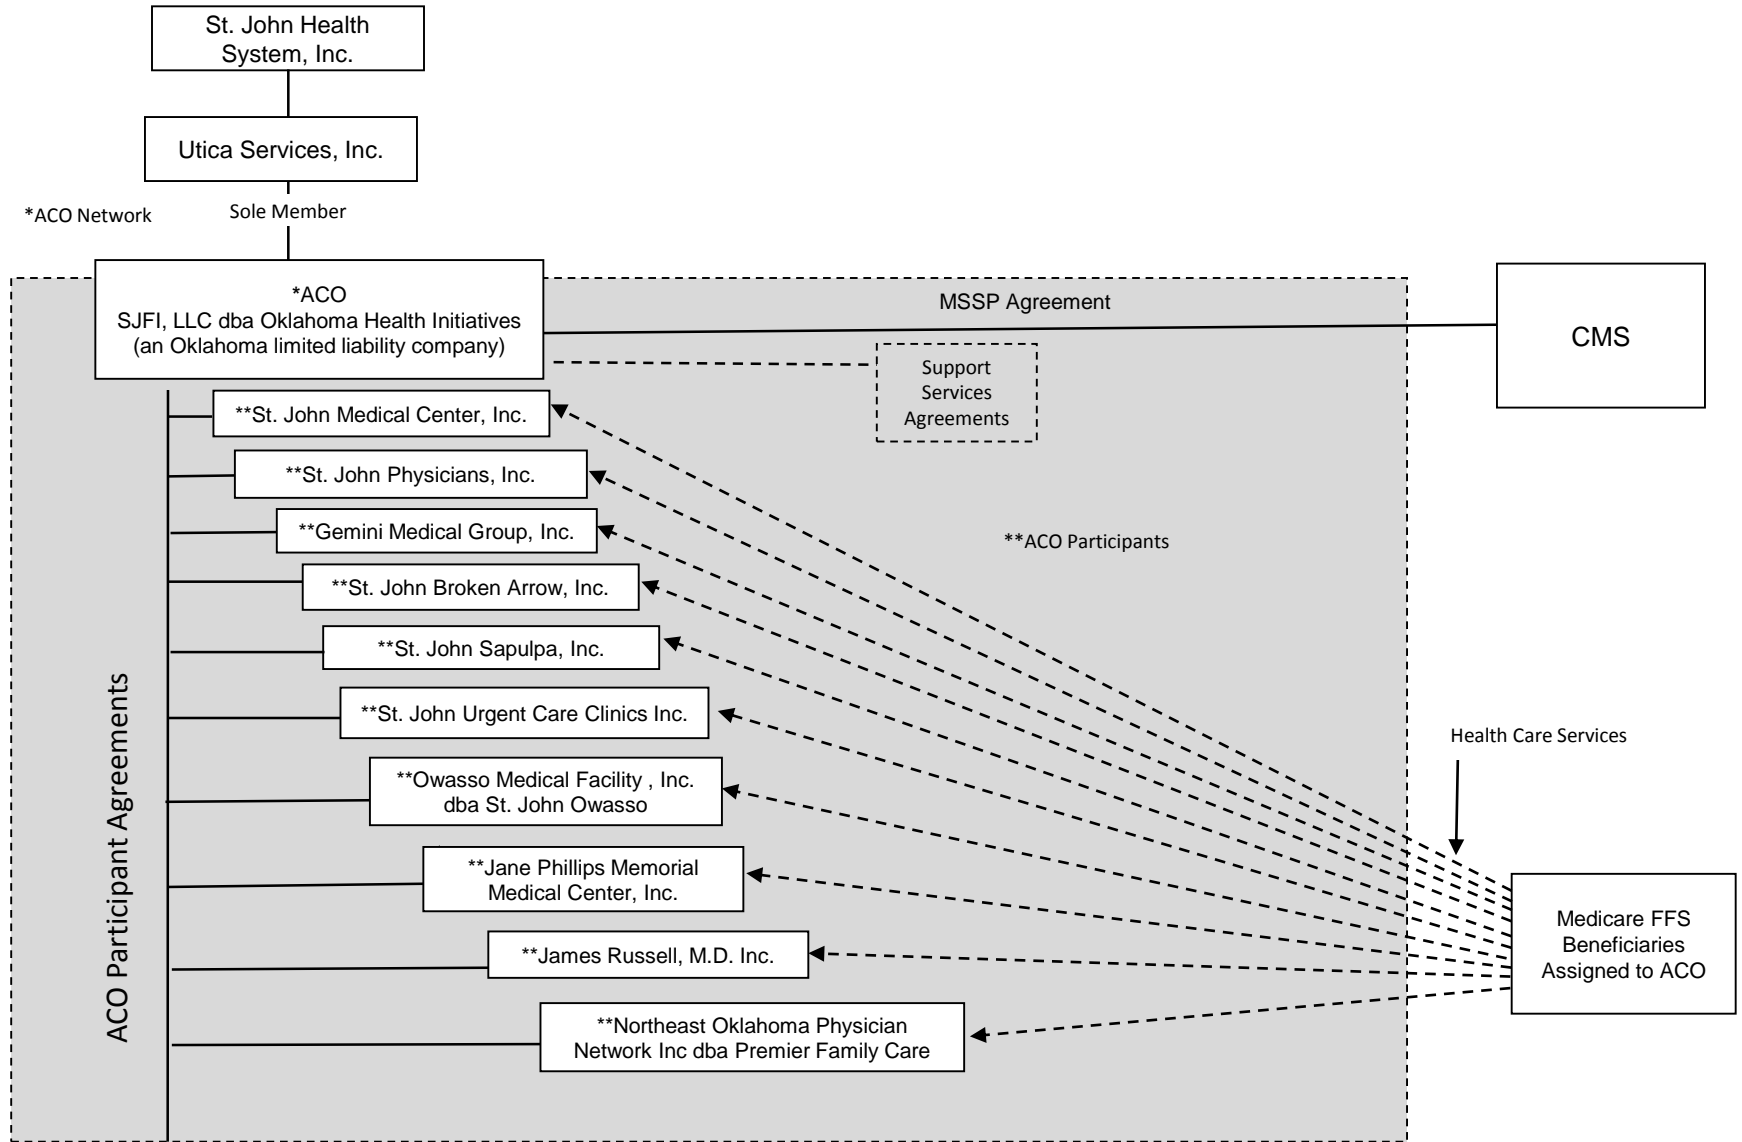 St. John Health
System, Inc.
Utica Services, Inc.
*ACO Network
Sole Member
*ACO
SJFI, LLC dba Oklahoma Health Initiatives
(an Oklahoma limited liability company)
MSSP Agreement
CMS
Support
Services
Agreements
**St. John Medical Center, Inc.
**St. John Physicians, Inc.
**Gemini Medical Group, Inc.
**ACO Participants
**St. John Broken Arrow, Inc.
**St. John Sapulpa, Inc.
ACO Participant Agreements
**St. John Urgent Care Clinics Inc.
Health Care Services
**Owasso Medical Facility , Inc.
dba St. John Owasso
**Jane Phillips Memorial
Medical Center, Inc.
Medicare FFS
Beneficiaries
Assigned to ACO
**James Russell, M.D. Inc.
**Northeast Oklahoma Physician
Network Inc dba Premier Family Care